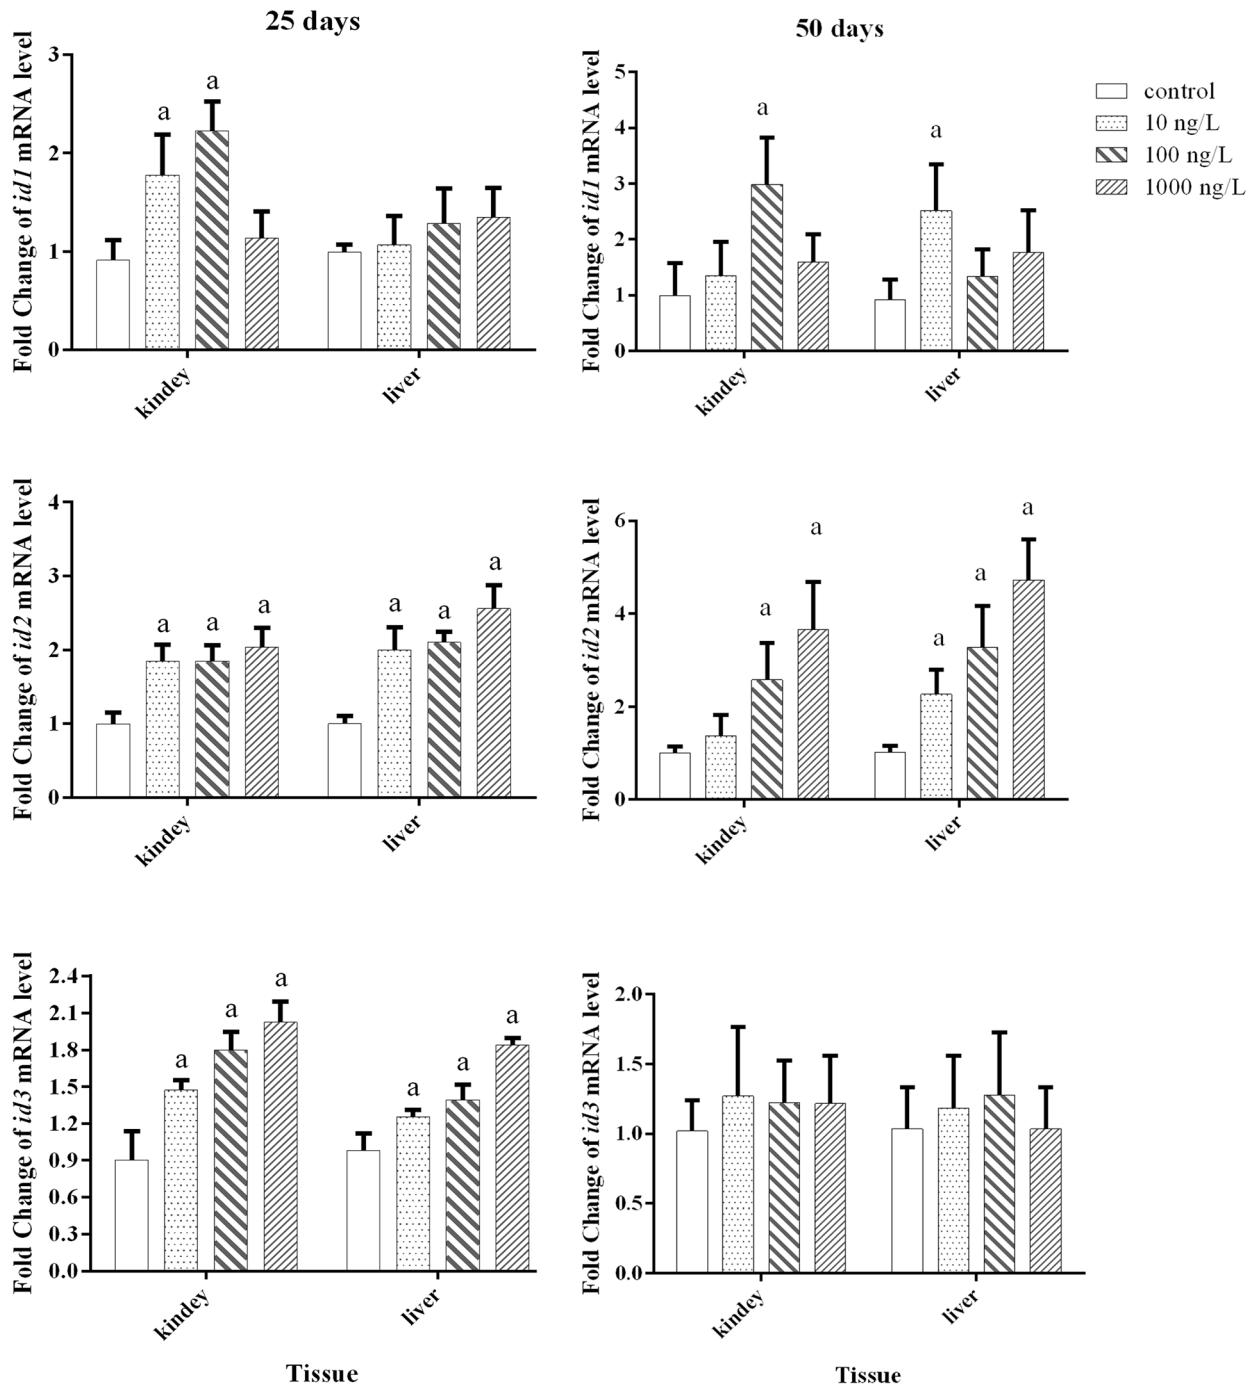 25 days
50 days
Fold Change of id1 mRNA level
3
2
1
0
a
a
kindey
liver
Fold Change of id1 mRNA level
5
4
3
2
1
0
a
a
kindey
liver
control
10 ng/L
100 ng/L
1000 ng/L
Fold Change of id2 mRNA level
4
3
2
1
0
a
a
a
a
a
a
kindey
liver
Fold Change of id2 mRNA level
6
4
2
0
a
a
a
a
a
kindey
liver
Fold Change of id3 mRNA level
2.4
2.1
1.8
1.5
1.2
0.9
0.6
0.3
0.0
a
a
a
a
a
a
kindey
liver
Tissue
Fold Change of id3 mRNA level
2.0
1.5
1.0
0.5
0.0
kindey
liver
Tissue